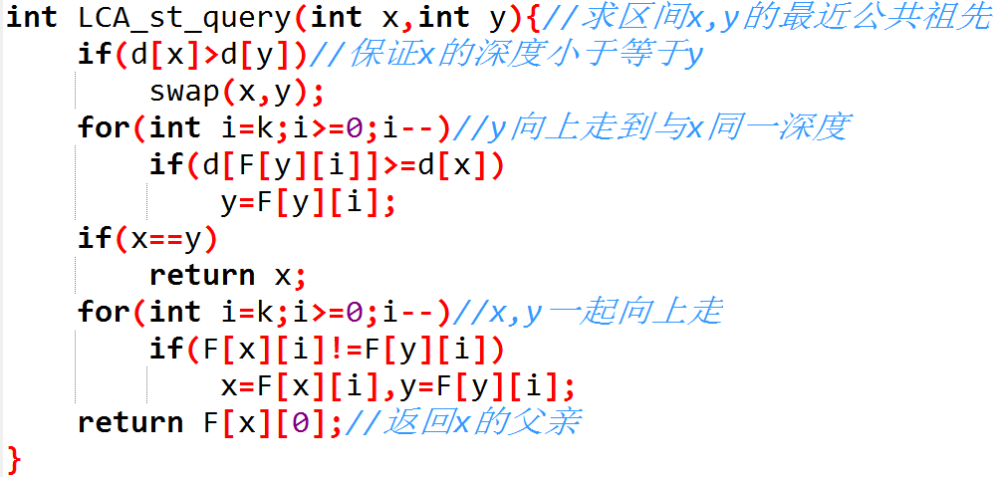 int LCA_st_query(int x,int y){//求区间x,y的最近公共祖先
    if(d[x]>d[y])//保证x的深度小于等于y
        swap(x,y);
    for(int i=k;i>=0;i--)//y向上走到与x同一深度
        if(d[F[y][i]]>=d[x])
            y=F[y][i];
    if(x==y)
        return x;
    for(int i=k;i>=0;i--)//x,y一起向上走
        if(F[x][i]!=F[y][i])
            x=F[x][i],y=F[y][i];
    return F[x][0];//返回x的父亲
}